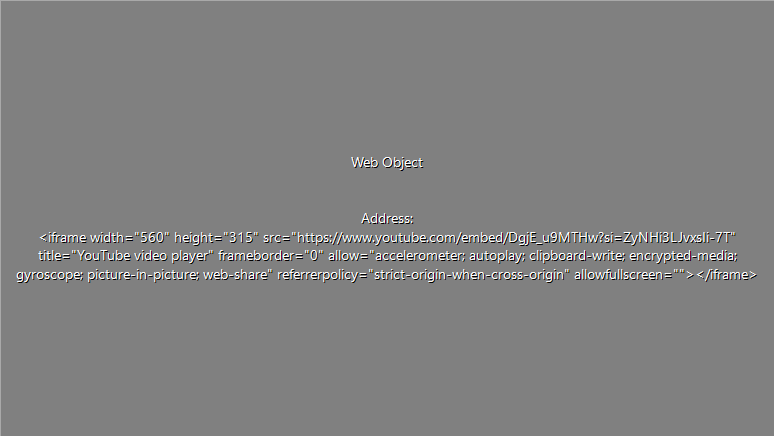 Web Object
Address:
<iframe width="560" height="315" src="https://www.youtube.com/embed/DgjE_u9MTHw?si=ZyNHi3LJvxsIi-7T"
title="YouTube video player" frameborder="0" allow="accelerometer; autoplay; clipboard-write; encrypted-media;
gyroscope; picture-in-picture; web-share" referrerpolicy="strict-origin-when-cross-origin" allowfullscreen=""></iframe>